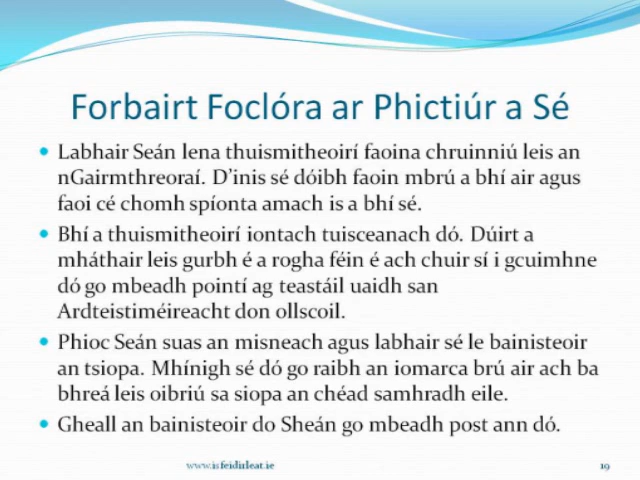 Forbairt Foclóra ar Phictiúr a Sé
• Labhair Seán lena thuismitheoirí faoina chruinniú leis an
nGairmthreoraí. D'inis sé dóibh faoin mbrú a bhí air agus
faoi cé chomh spíonta amach is a bhí sé.
• Bhí a thuismitheoirí iontach tuisceanach dó. Dúirt a
mháthair leis gurbh é a rogha féin é ach chuir sí i gcuimhne
dó go mbeadh pointí ag teastáil uaidh san
Ardteistiméireacht don ollscoil.
• Phioc Seán suas an misneach agus labhair sé le bainisteoir
an tsiopa. Mhínigh sé dó go raibh an iomarca brú air ach ba
bhreá leis oibriú sa siopa an chéad samhradh eile.
• Gheall an bainisteoir do Sheán go mbeadh post ann dó.
www.isfeidirleat.ie 19